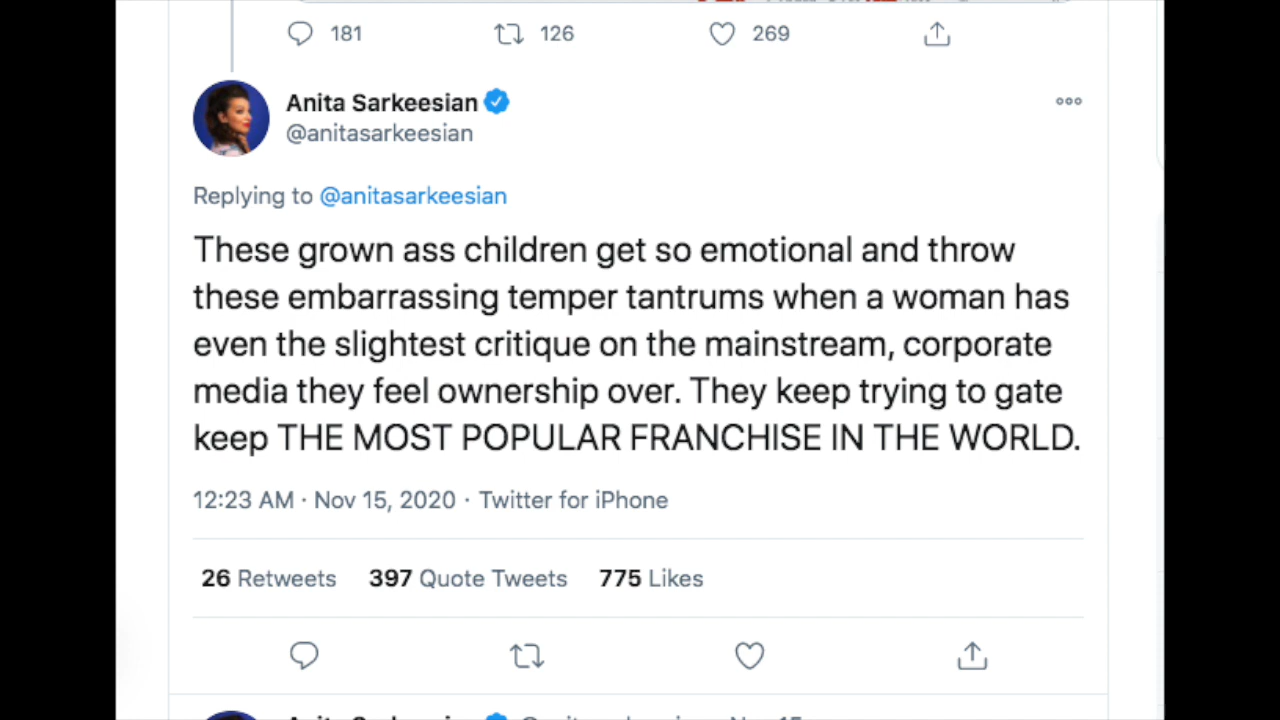 181 126 269
Anita Sarkeesian
@anitasarkeesian
Replying to @anitasarkeesian
These grown ass children get so emotional and throw
these embarrassing temper tantrums when a woman has
even the slightest critique on the mainstream, corporate
media they feel ownership over. They keep trying to gate
keep THE MOST POPULAR FRANCHISE IN THE WORLD.
12:23 AM · Nov 15, 2020 · Twitter for iPhone
26 Retweets 397 Quote Tweets 775 Likes